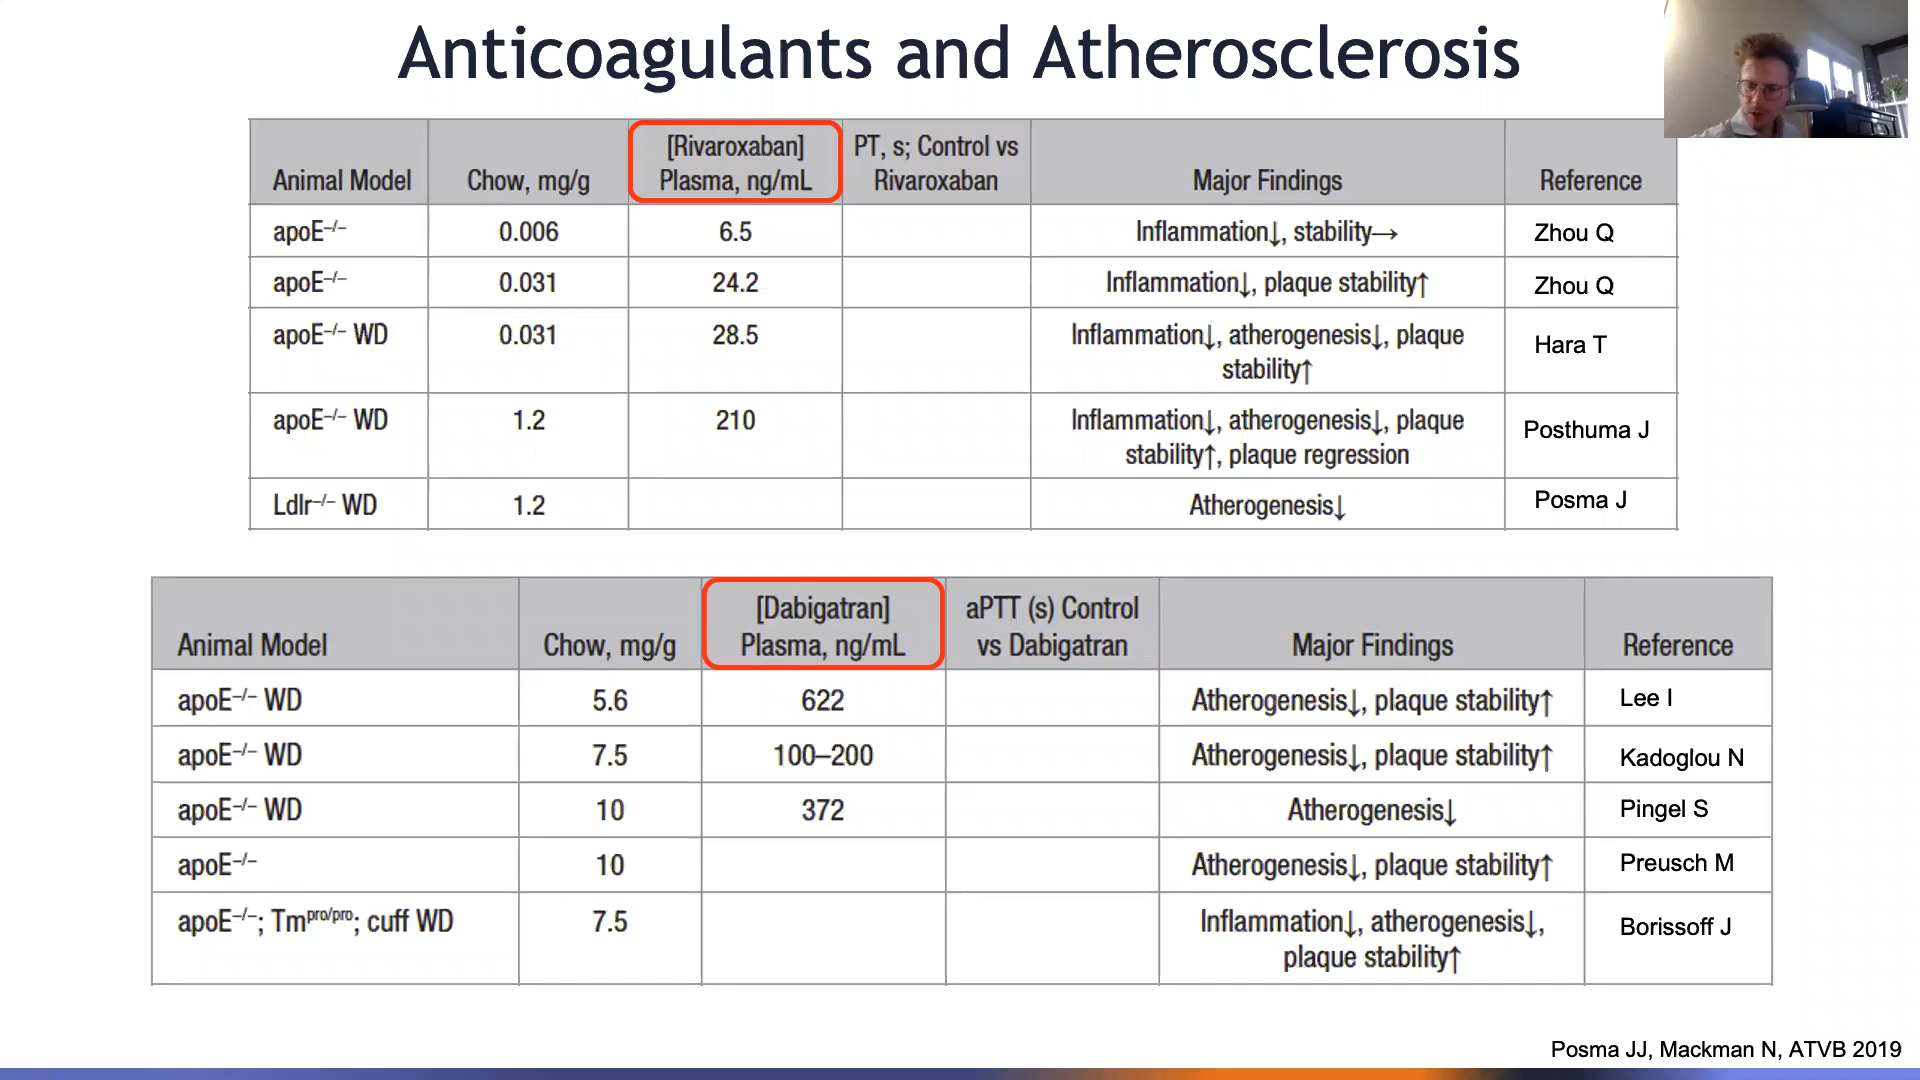 Anticoagulants and Atherosclerosis
Animal Model Chow, mg/g [Rivaroxaban] Plasma, ng/mL PT, s; Control vs Rivaroxaban Major Findings Reference
apoE⁻/⁻ 0.006 6.5 Inflammation↓, stability→ Zhou Q
apoE⁻/⁻ 0.031 24.2 Inflammation↓, plaque stability↑ Zhou Q
apoE⁻/⁻ WD 0.031 28.5 Inflammation↓, atherogenesis↓, plaque stability↑ Hara T
apoE⁻/⁻ WD 1.2 210 Inflammation↓, atherogenesis↓, plaque stability↑, plaque regression Posthuma J
Ldlr⁻/⁻ WD 1.2 Atherogenesis↓ Posma J
Animal Model Chow, mg/g [Dabigatran] Plasma, ng/mL aPTT (s) Control vs Dabigatran Major Findings Reference
apoE⁻/⁻ WD 5.6 622 Atherogenesis↓, plaque stability↑ Lee I
apoE⁻/⁻ WD 7.5 100–200 Atherogenesis↓, plaque stability↑ Kadoglou N
apoE⁻/⁻ WD 10 372 Atherogenesis↓ Pingel S
apoE⁻/⁻ 10 Atherogenesis↓, plaque stability↑ Preusch M
apoE⁻/⁻; Tmᵖʳᵒ/ᵖʳᵒ; cuff WD 7.5 Inflammation↓, atherogenesis↓, plaque stability↑ Borissoff J
Posma JJ, Mackman N, ATVB 2019